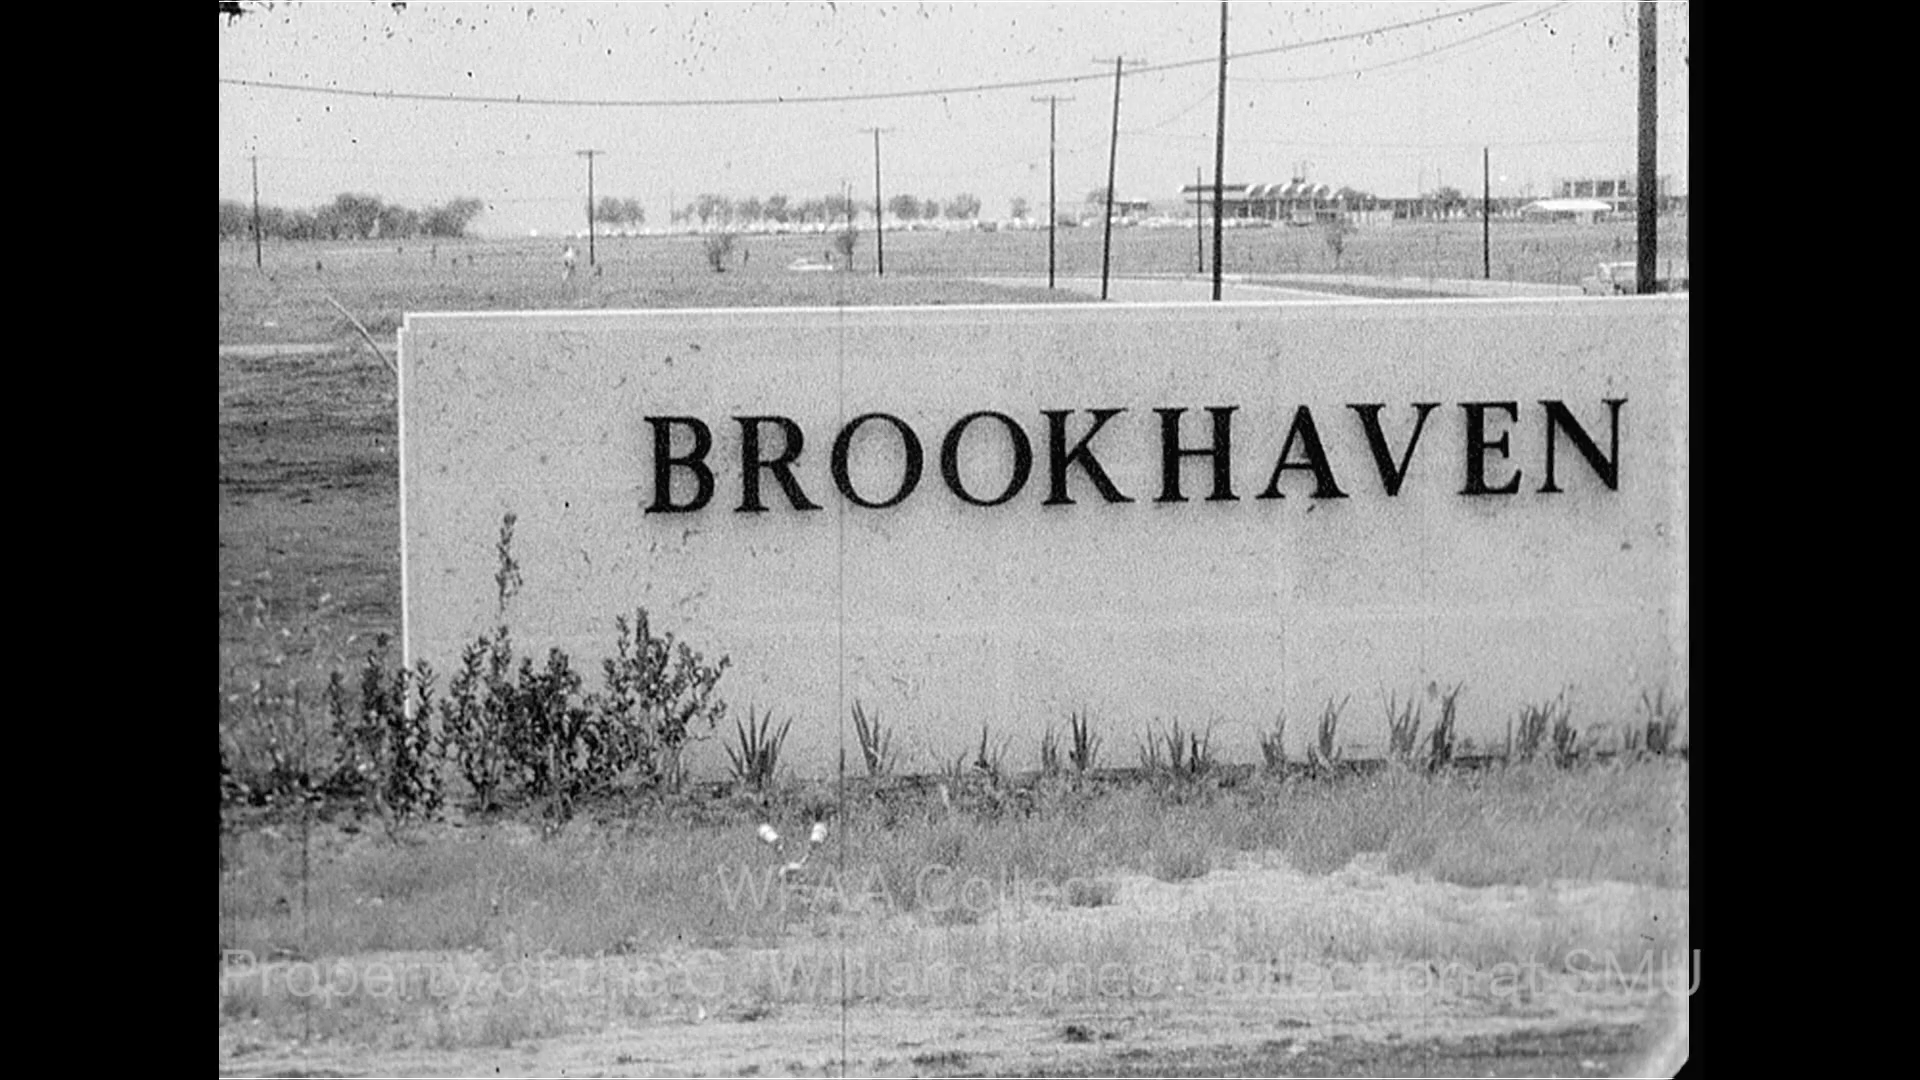 BROOKHAVEN
WFAA Collection
Property of the G. William Jones Collection at SMU